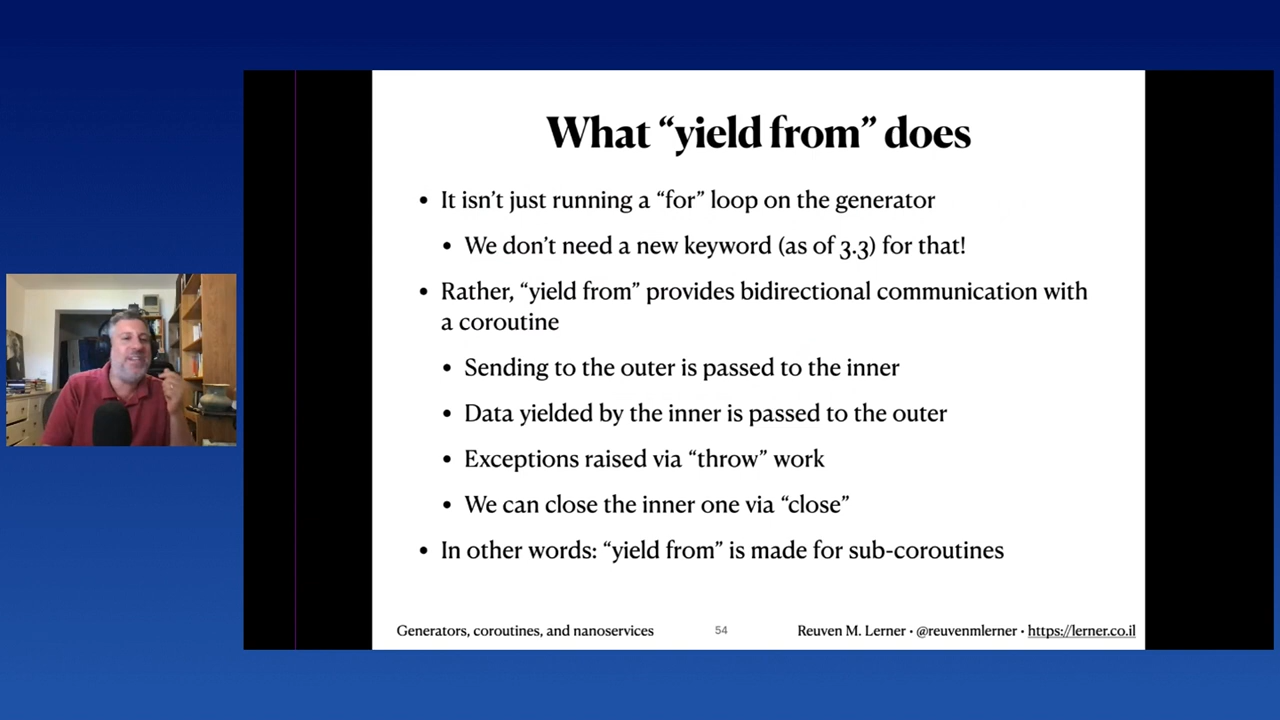 What “yield from” does
• It isn’t just running a “for” loop on the generator
• We don’t need a new keyword (as of 3.3) for that!
• Rather, “yield from” provides bidirectional communication with
a coroutine
• Sending to the outer is passed to the inner
• Data yielded by the inner is passed to the outer
• Exceptions raised via “throw” work
• We can close the inner one via “close”
• In other words: “yield from” is made for sub-coroutines
Generators, coroutines, and nanoservices 54 Reuven M. Lerner • @reuvenmlerner • https://lerner.co.il